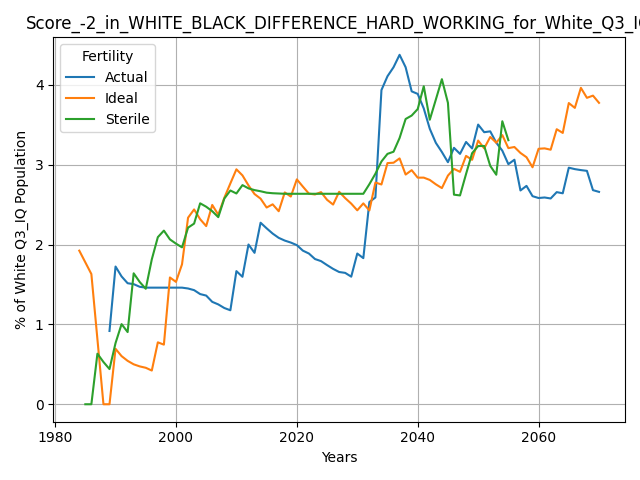 Score_-2_in_WHITE_BLACK_DIFFERENCE_HARD_WORKING_for_White_Q3_IQ
Fertility
Actual
Ideal
Sterile
% of White Q3_IQ Population
4
3
2
1
0
1980 2000 2020 2040 2060
Years